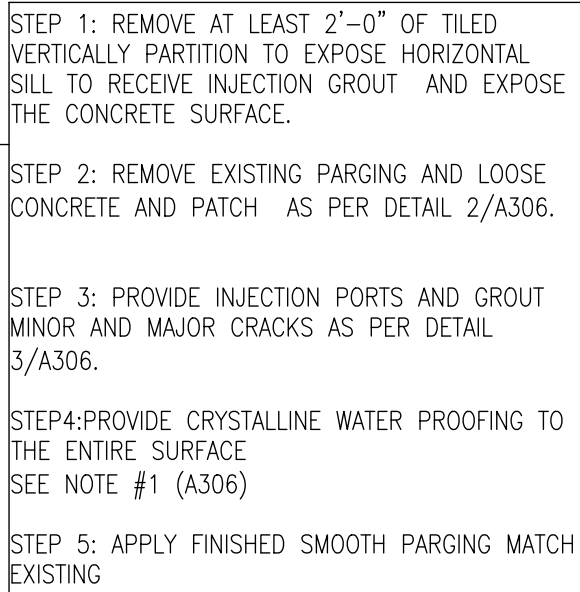 STEP 1: REMOVE AT LEAST 2'-0" OF TILED
VERTICALLY PARTITION TO EXPOSE HORIZONTAL
SILL TO RECEIVE INJECTION GROUT AND EXPOSE
THE CONCRETE SURFACE.
STEP 2: REMOVE EXISTING PARGING AND LOOSE
CONCRETE AND PATCH AS PER DETAIL 2/A306.
STEP 3: PROVIDE INJECTION PORTS AND GROUT
MINOR AND MAJOR CRACKS AS PER DETAIL
3/A306.
STEP4:PROVIDE CRYSTALLINE WATER PROOFING TO
THE ENTIRE SURFACE
SEE NOTE #1 (A306)
STEP 5: APPLY FINISHED SMOOTH PARGING MATCH
EXISTING